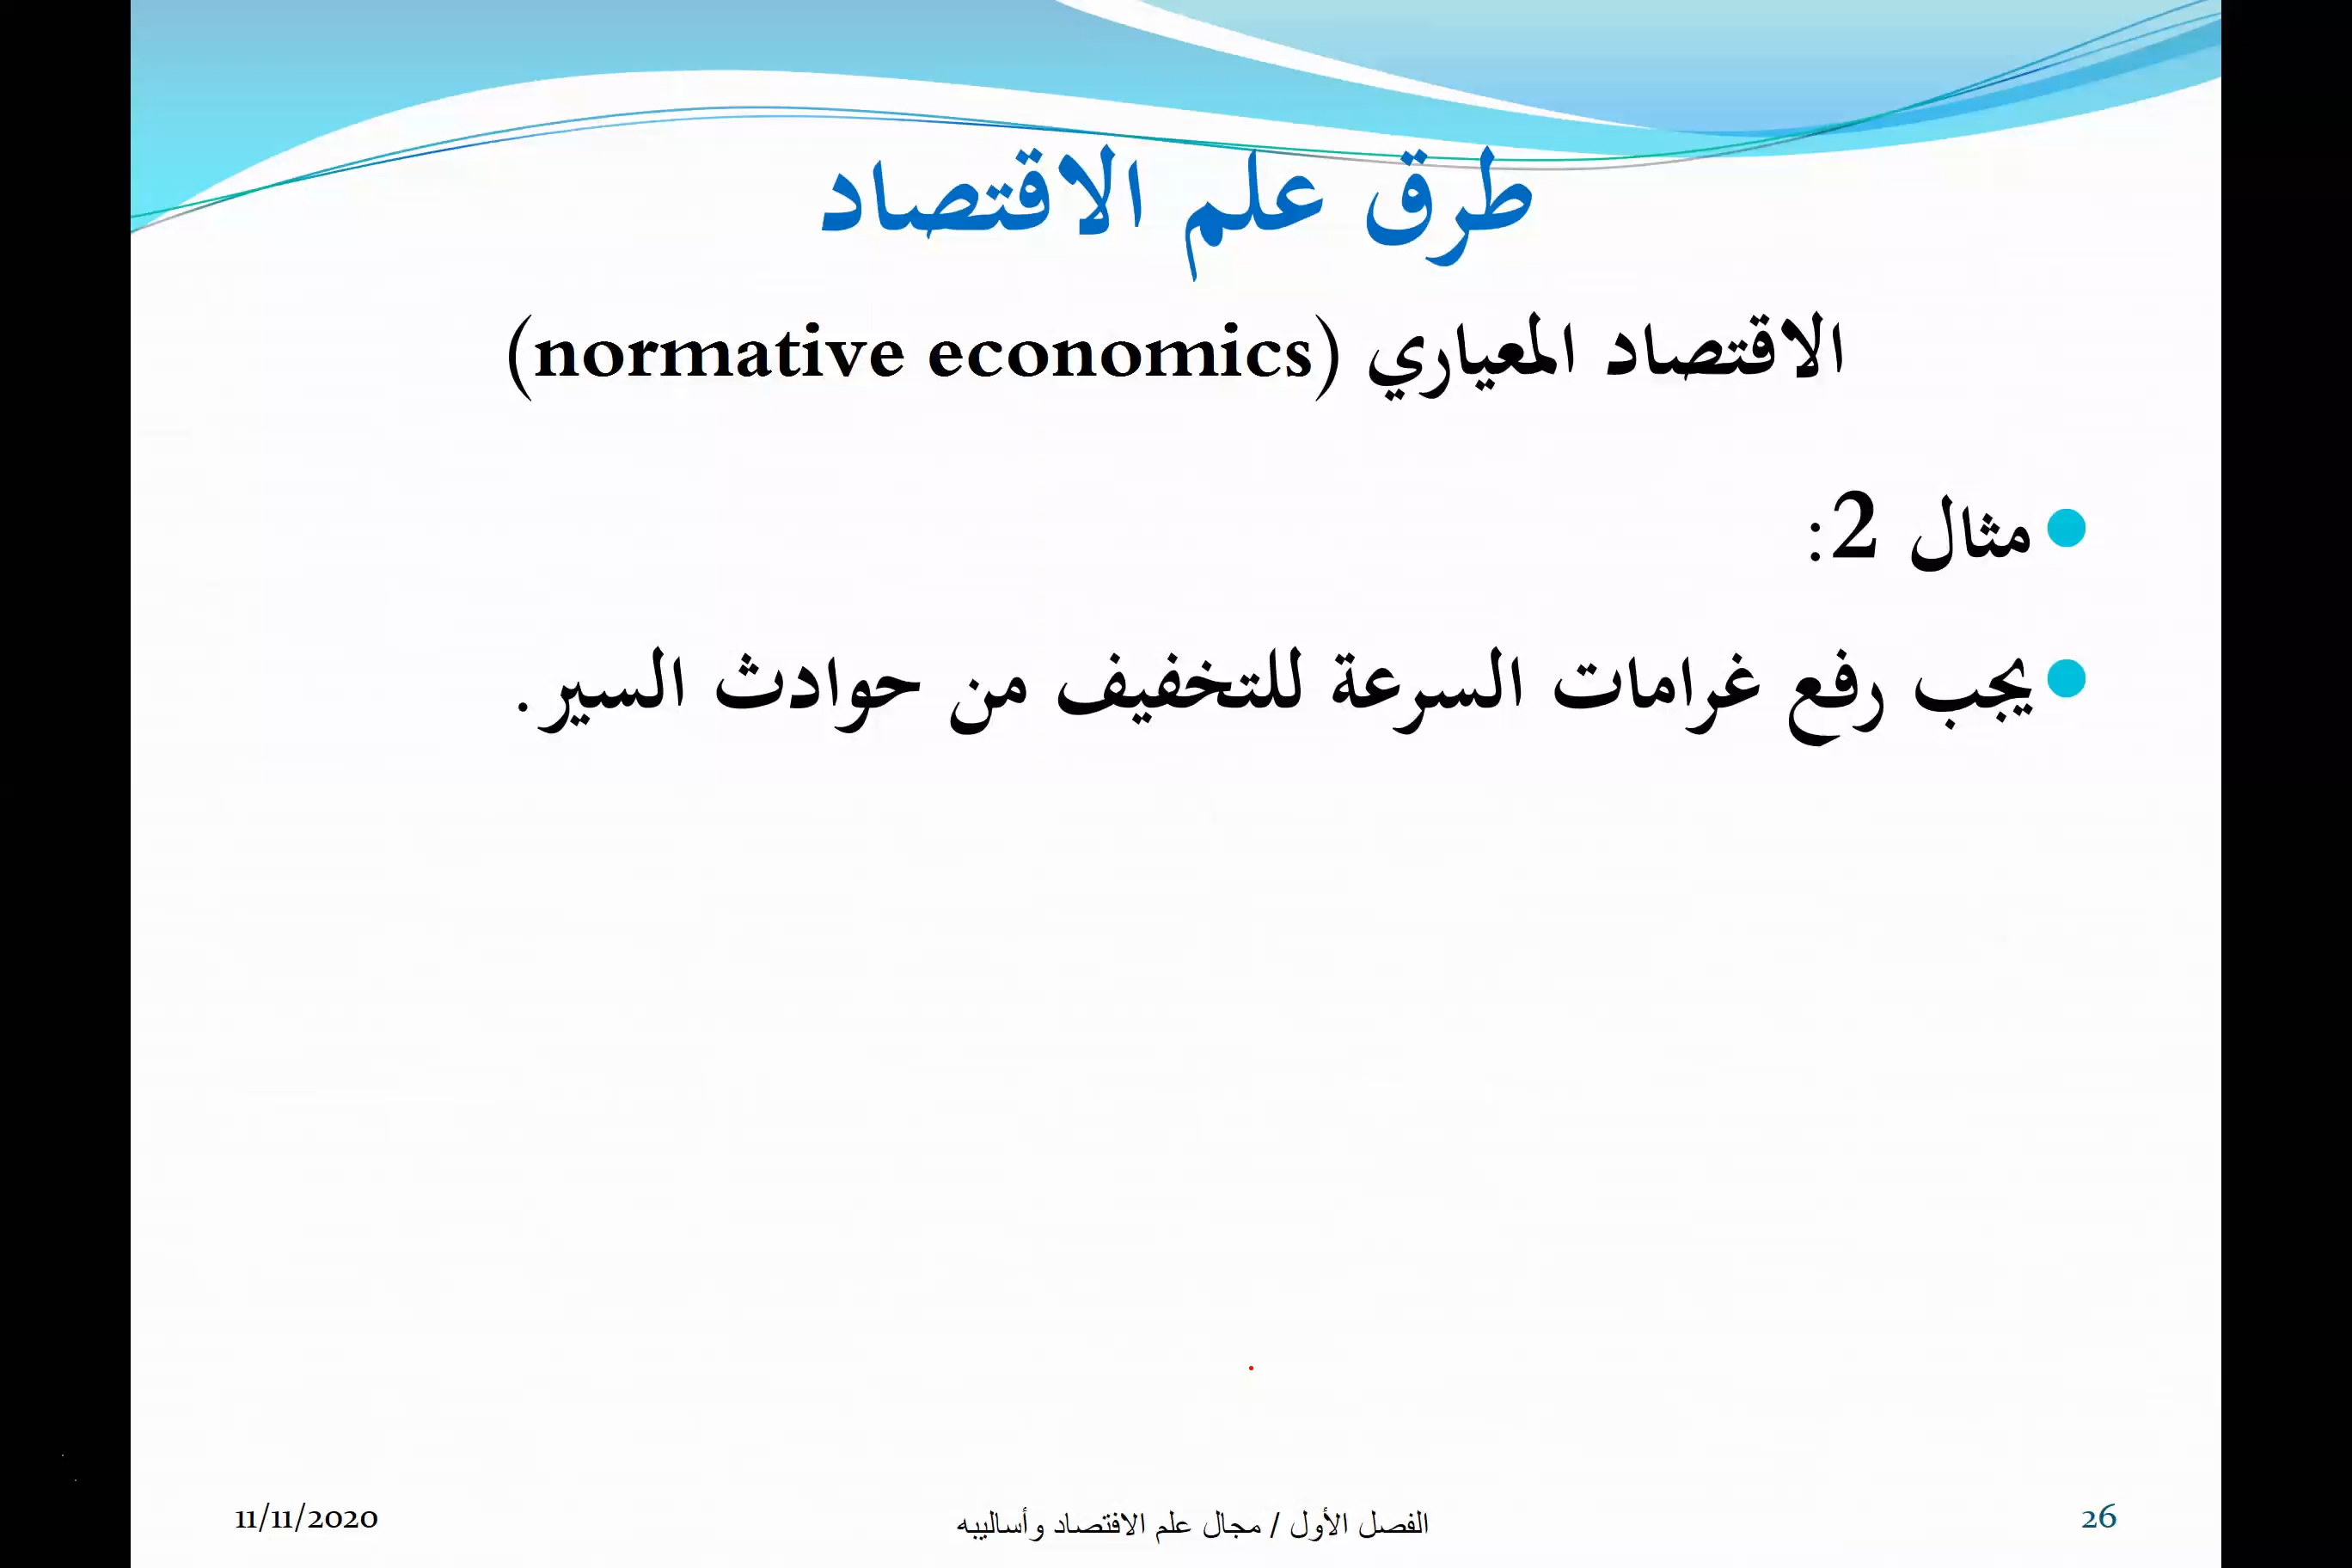 طرق علم الاقتصاد
الاقتصاد المعياري (normative economics)
مثال 2:
يجب رفع غرامات السرعة للتخفيف من حوادث السير.
11/11/2020
الفصل الأول / مجال علم الاقتصاد وأساليبه
26